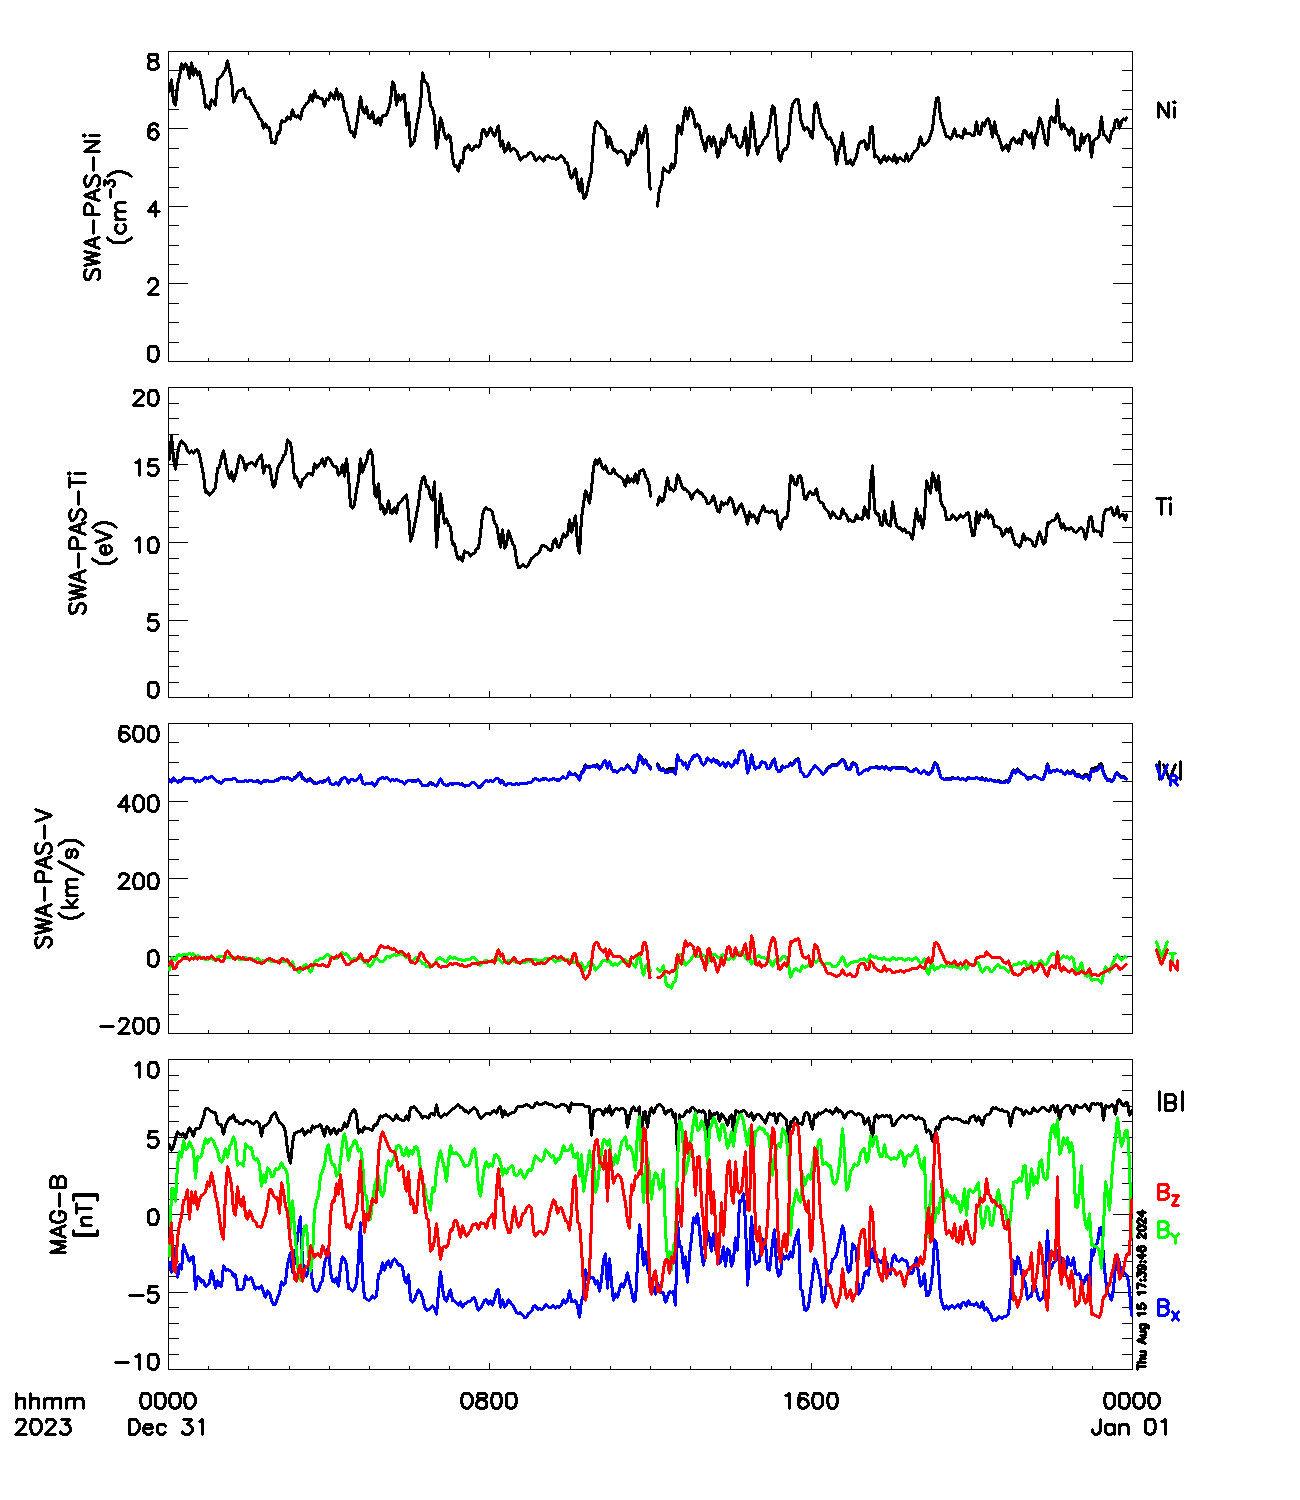 8
6
4
2
0
SWA-PAS-Ni
(cm-3)
Ni
20
15
10
5
0
SWA-PAS-Ti
(eV)
Ti
600
400
200
0
-200
SWA-PAS-V
(km/s)
|V|
VR
VT
VN
10
5
0
-5
-10
MAG-B
[nT]
|B|
BZ
BY
BX
Thu Aug 15 17:39:46 2024
hhmm 0000 0800 1600 0000
2023 Dec 31 Jan 01